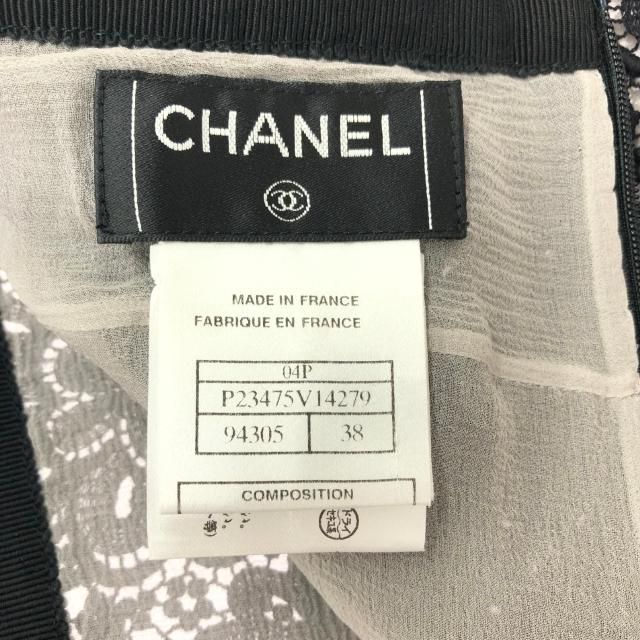 CHANEL
MADE IN FRANCE
FABRIQUE EN FRANCE
04P
P23475V14279
94305 38
COMPOSITION